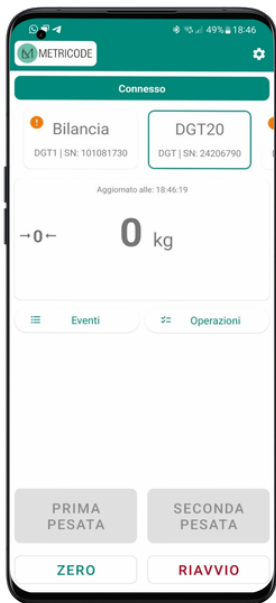 49% 18:46
METRICODE
Connesso
Bilancia
DGT1 | SN: 101081730
DGT20
DGT | SN: 24206790
Aggiornato alle: 18:46:19
→0←
0 kg
Eventi
Operazioni
PRIMA
PESATA
SECONDA
PESATA
ZERO
RIAVVIO